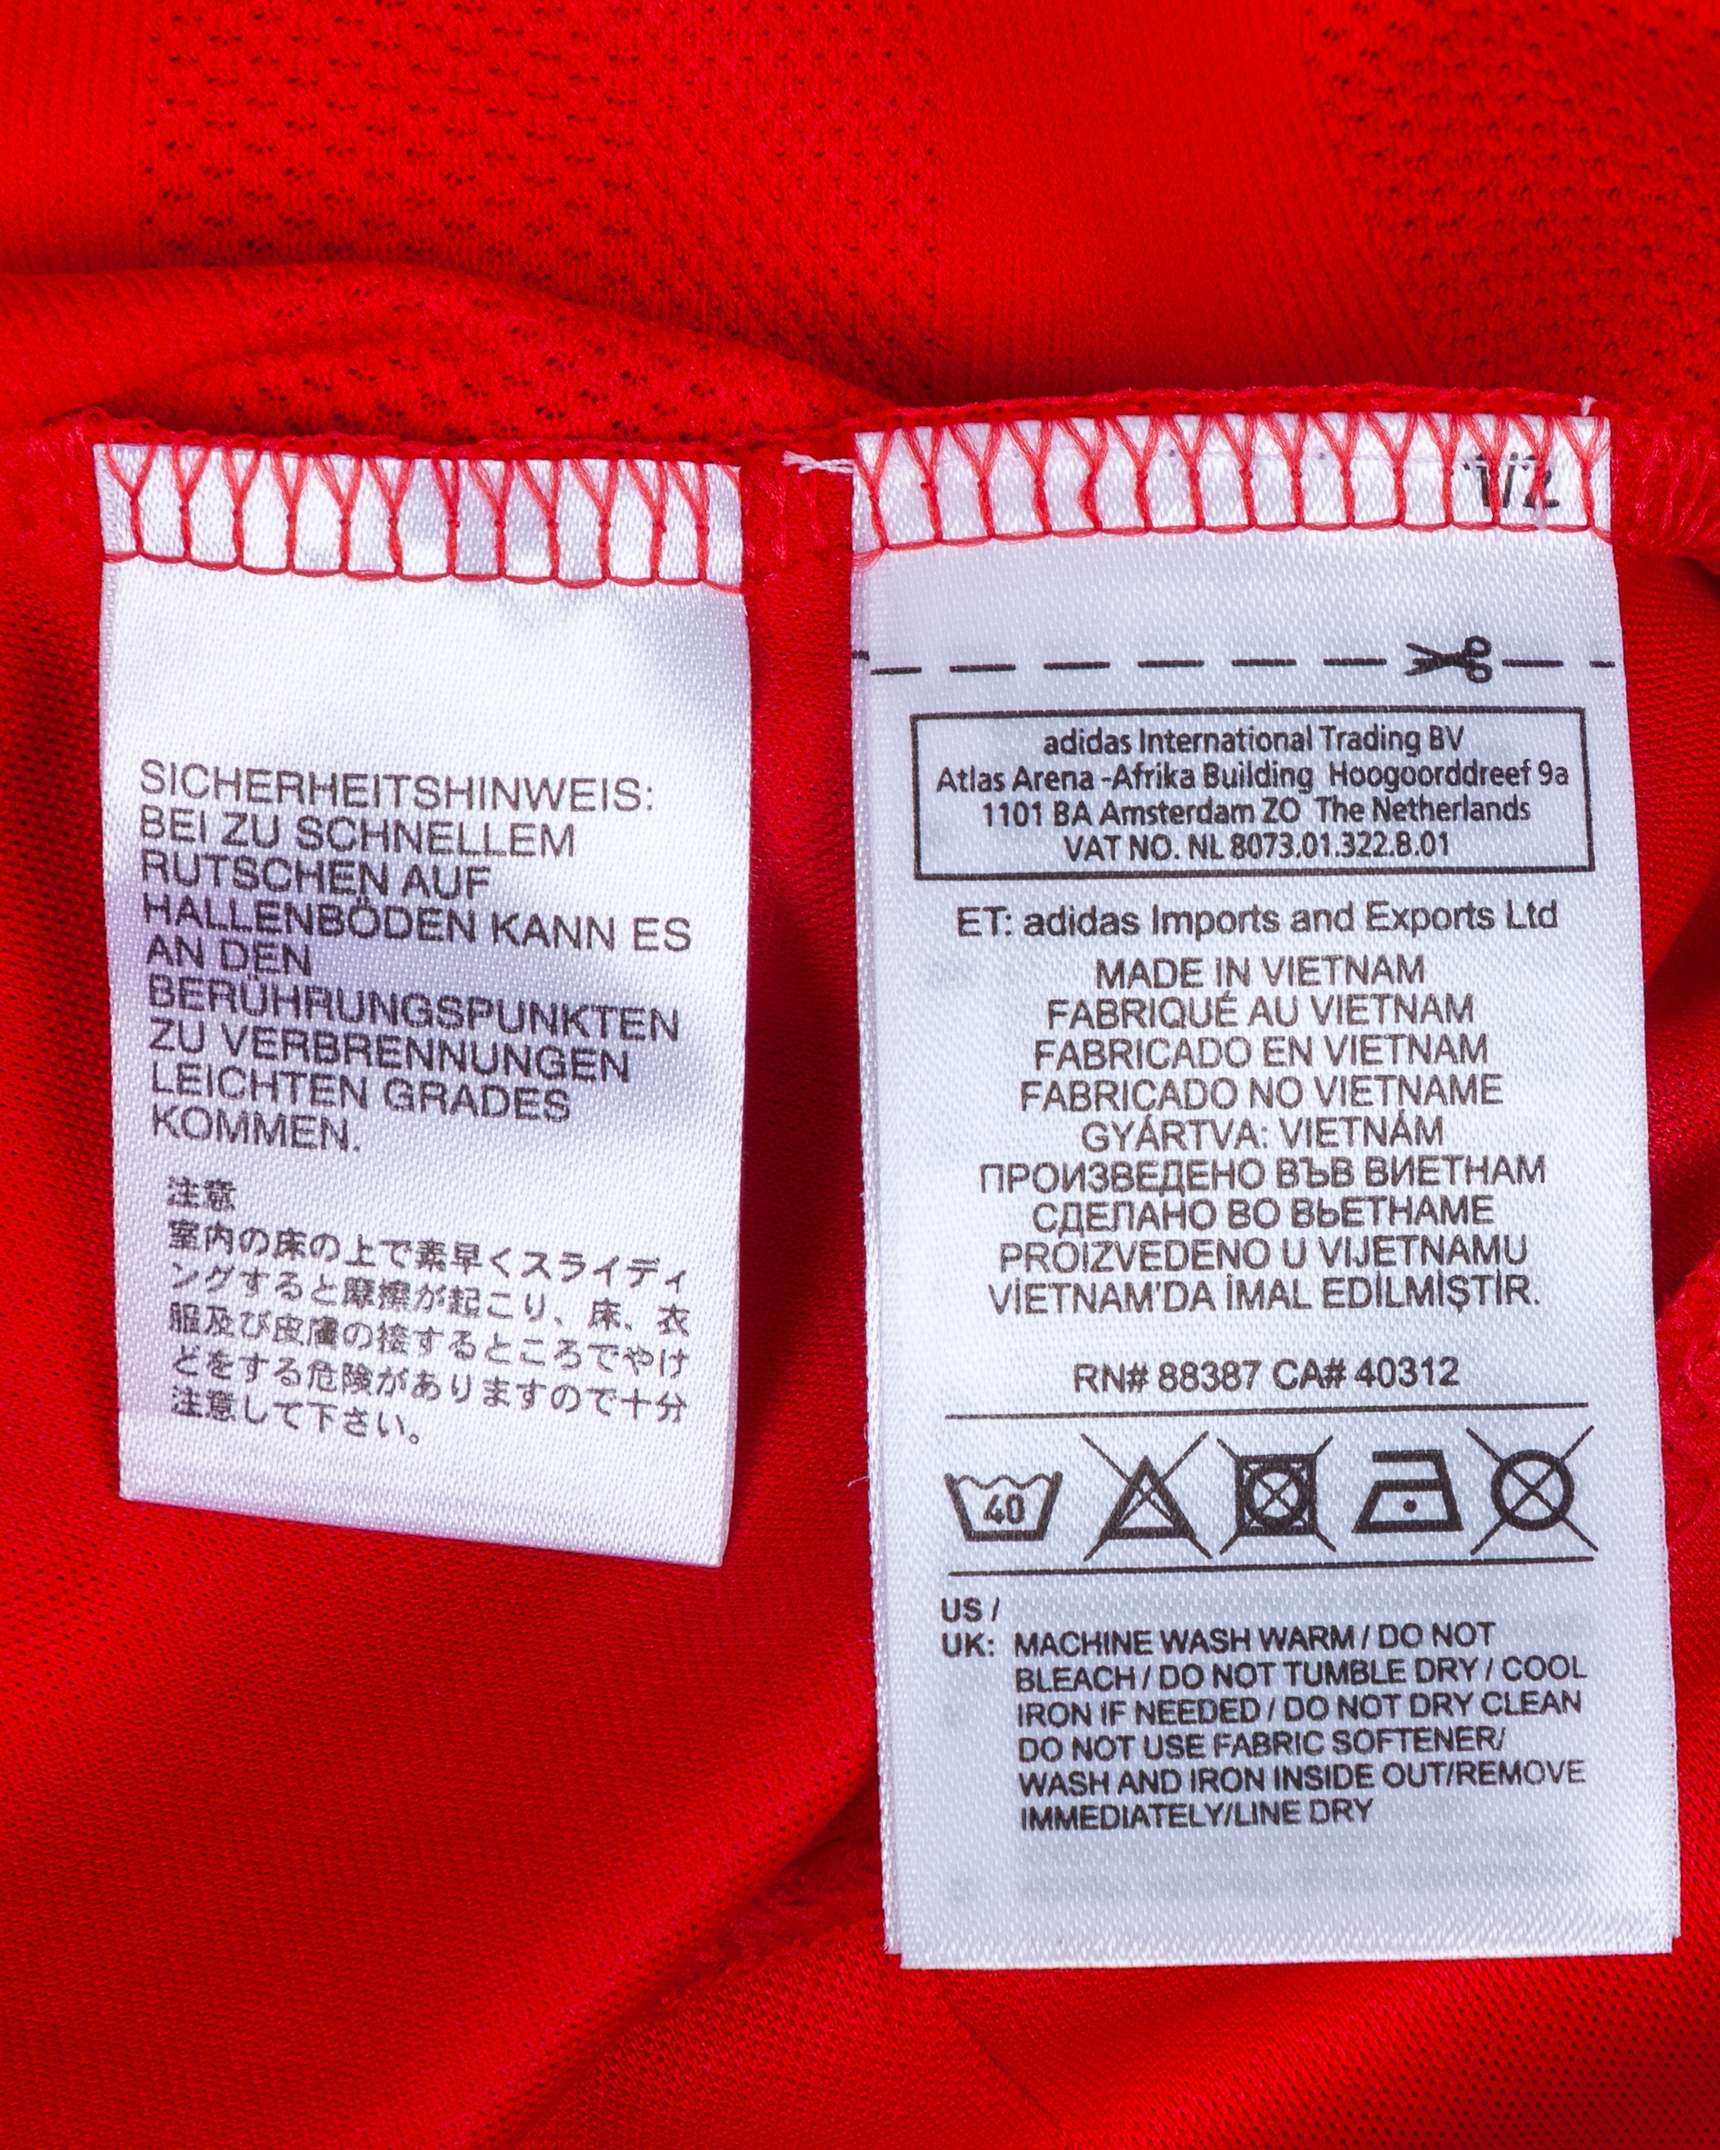 SICHERHEITSHINWEIS:
BEI ZU SCHNELLEM
RUTSCHEN AUF
HALLENBÖDEN KANN ES
AN DEN
BERÜHRUNGSPUNKTEN
ZU VERBRENNUNGEN
LEICHTEN GRADES
KOMMEN.
注意
室内の床の上で素早くスライディ
ングすると摩擦が起こり、床、衣
服及び皮膚の接するところでやけ
どをする危険がありますので十分
注意して下さい。
1/2
adidas International Trading BV
Atlas Arena -Afrika Building Hoogoorddreef 9a
1101 BA Amsterdam ZO The Netherlands
VAT NO. NL 8073.01.322.B.01
ET: adidas Imports and Exports Ltd
MADE IN VIETNAM
FABRIQUÉ AU VIETNAM
FABRICADO EN VIETNAM
FABRICADO NO VIETNAME
GYÁRTVA: VIETNÁM
ПРОИЗВЕДЕНО ВЪВ ВИЕТНАМ
СДЕЛАНО ВО ВЬЕТНАМЕ
PROIZVEDENO U VIJETNAMU
VİETNAM'DA İMAL EDİLMİŞTİR.
RN# 88387 CA# 40312
40
US /
UK: MACHINE WASH WARM / DO NOT
BLEACH / DO NOT TUMBLE DRY / COOL
IRON IF NEEDED / DO NOT DRY CLEAN
DO NOT USE FABRIC SOFTENER/
WASH AND IRON INSIDE OUT/REMOVE
IMMEDIATELY/LINE DRY